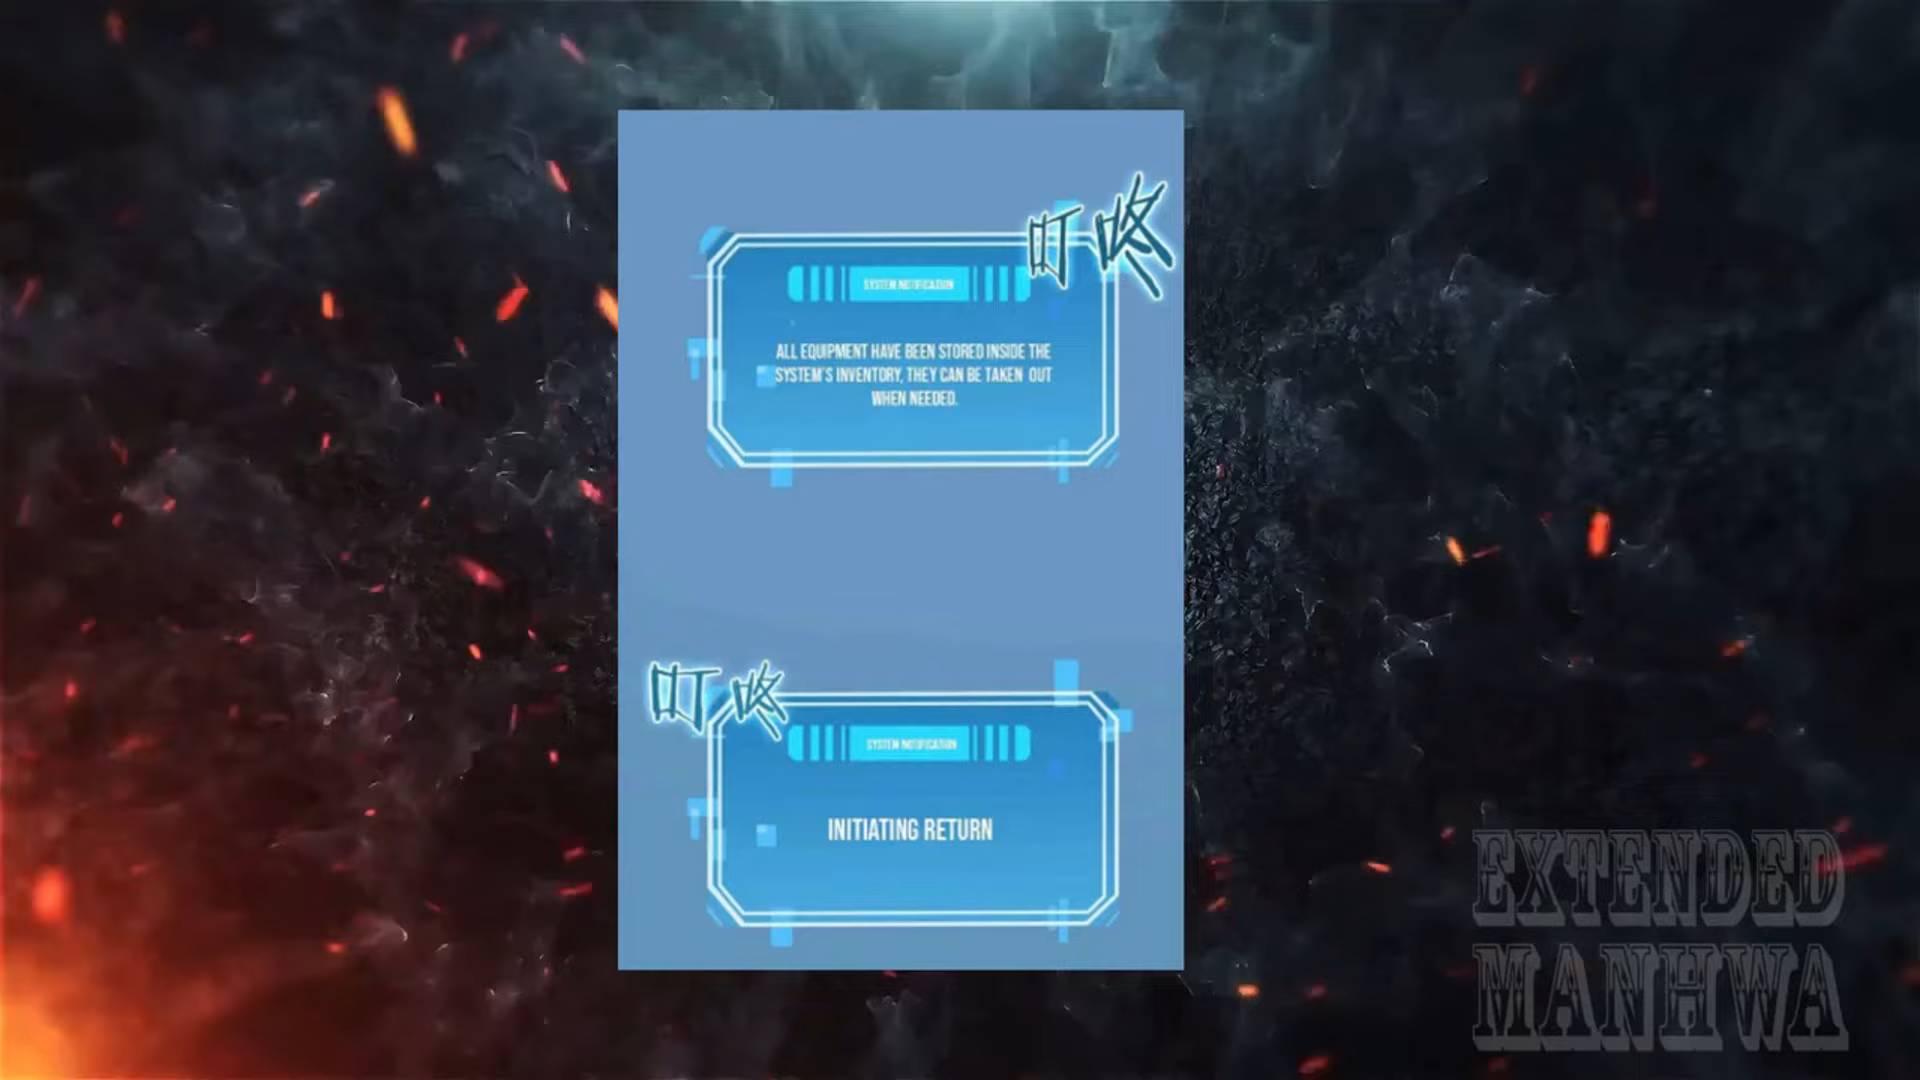 叮咚
SYSTEM NOTIFICATION
ALL EQUIPMENT HAVE BEEN STORED INSIDE THE
SYSTEM'S INVENTORY, THEY CAN BE TAKEN OUT
WHEN NEEDED.
叮咚
SYSTEM NOTIFICATION
INITIATING RETURN
EXTENDED
MANHWA